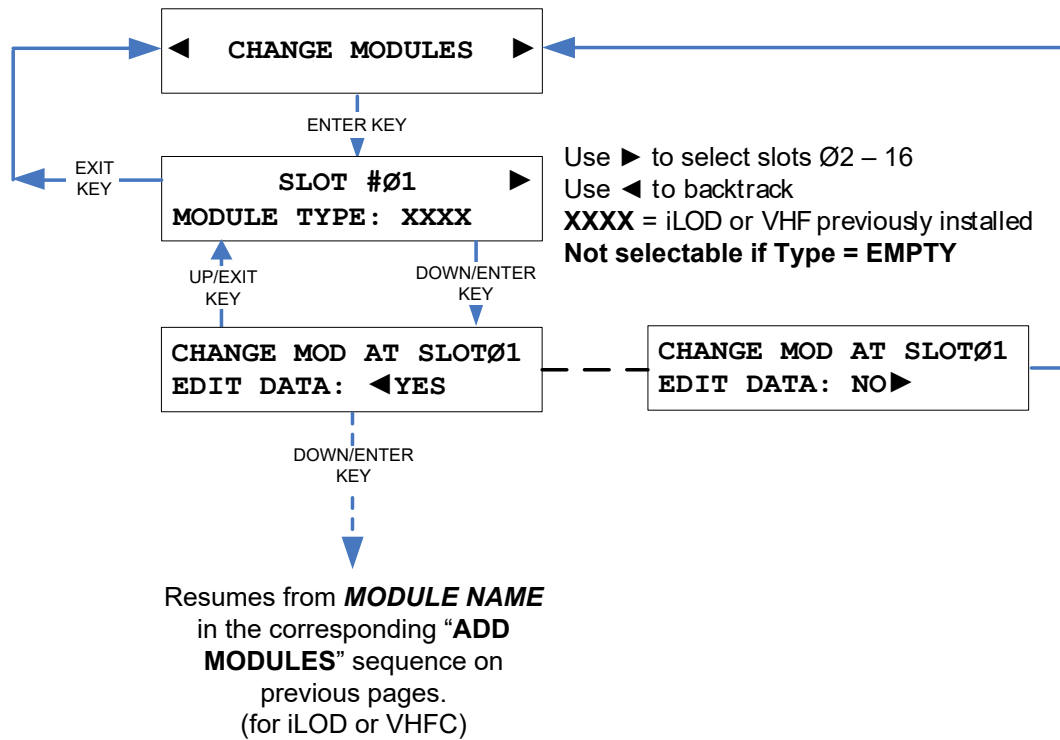 ◄ CHANGE MODULES ►
ENTER KEY
EXIT
KEY
SLOT #Ø1 ►
MODULE TYPE: XXXX
Use ► to select slots Ø2 – 16
Use ◄ to backtrack
XXXX = iLOD or VHF previously installed
Not selectable if Type = EMPTY
UP/EXIT
KEY
DOWN/ENTER
KEY
CHANGE MOD AT SLOTØ1
EDIT DATA: ◄YES
CHANGE MOD AT SLOTØ1
EDIT DATA: NO►
DOWN/ENTER
KEY
Resumes from MODULE NAME
in the corresponding “ADD
MODULES” sequence on
previous pages.
(for iLOD or VHFC)